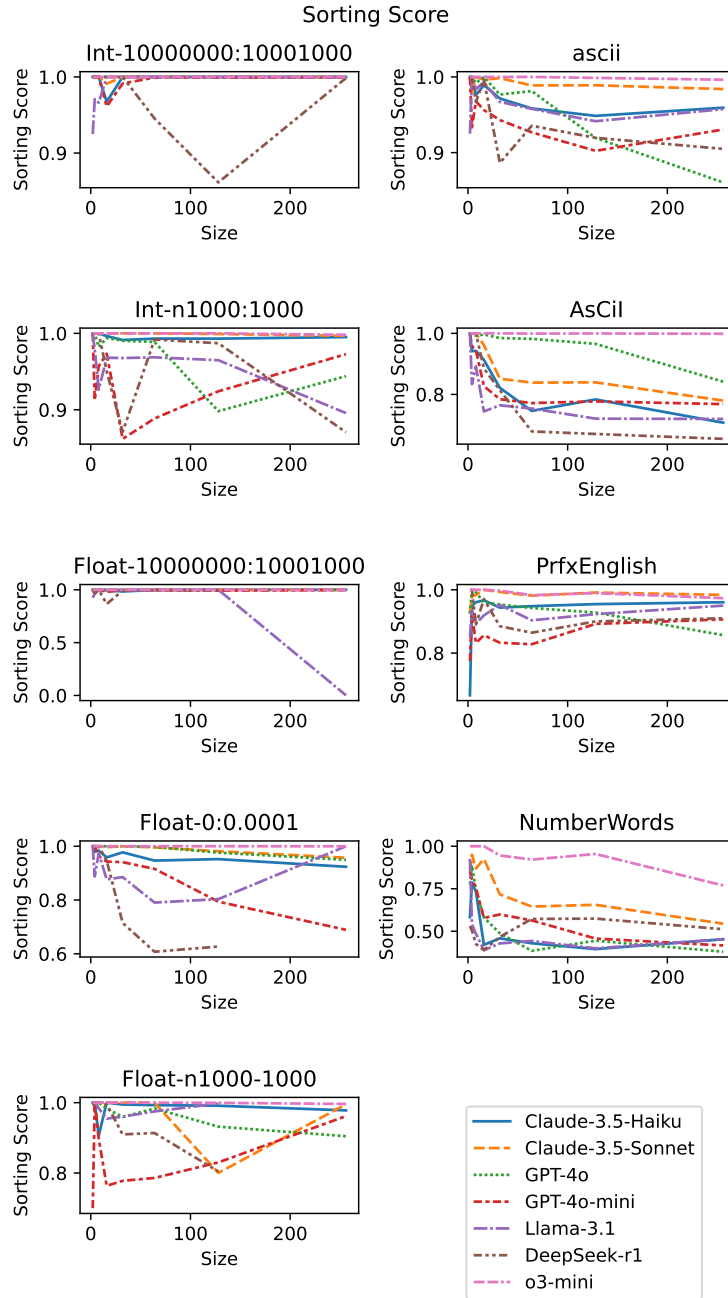 Sorting Score
Int-10000000:10001000
1.0
0.9
Sorting Score
0
100
200
Size
ascii
1.0
0.9
Sorting Score
0
100
200
Size
Int-n1000:1000
1.0
0.9
Sorting Score
0
100
200
Size
AsCiI
1.0
0.8
Sorting Score
0
100
200
Size
Float-10000000:10001000
1.0
0.5
0.0
Sorting Score
0
100
200
Size
PrfxEnglish
1.0
0.8
Sorting Score
0
100
200
Size
Float-0:0.0001
1.0
0.8
0.6
Sorting Score
0
100
200
Size
NumberWords
1.00
0.75
0.50
Sorting Score
0
100
200
Size
Float-n1000-1000
1.0
0.8
Sorting Score
0
100
200
Size
Claude-3.5-Haiku
Claude-3.5-Sonnet
GPT-4o
GPT-4o-mini
Llama-3.1
DeepSeek-r1
o3-mini